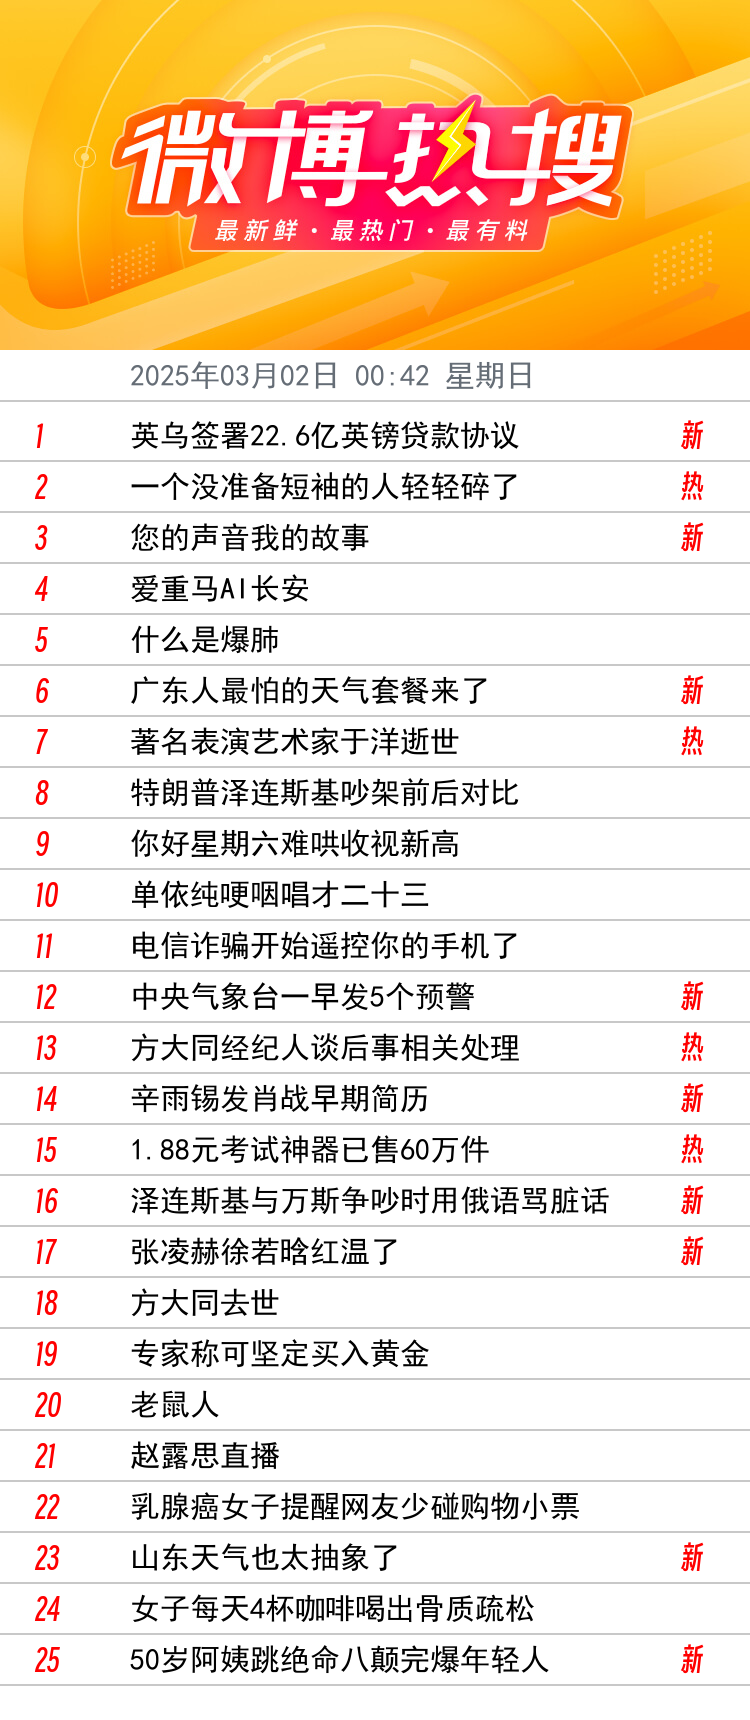 微博热搜
最新鲜·最热门·最有料
2025年03月02日 00:42 星期日
1 英乌签署22.6亿英镑贷款协议 新
2 一个没准备短袖的人轻轻碎了 热
3 您的声音我的故事 新
4 爱重马AI长安
5 什么是爆肺
6 广东人最怕的天气套餐来了 新
7 著名表演艺术家于洋逝世 热
8 特朗普泽连斯基吵架前后对比
9 你好星期六难哄收视新高
10 单依纯哽咽唱才二十三
11 电信诈骗开始遥控你的手机了
12 中央气象台一早发5个预警 新
13 方大同经纪人谈后事相关处理 热
14 辛雨锡发肖战早期简历 新
15 1.88元考试神器已售60万件 热
16 泽连斯基与万斯争吵时用俄语骂脏话 新
17 张凌赫徐若晗红温了 新
18 方大同去世
19 专家称可坚定买入黄金
20 老鼠人
21 赵露思直播
22 乳腺癌女子提醒网友少碰购物小票
23 山东天气也太抽象了 新
24 女子每天4杯咖啡喝出骨质疏松
25 50岁阿姨跳绝命八颠完爆年轻人 新